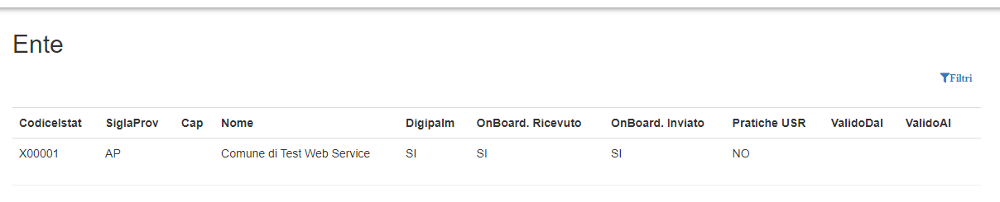 Ente
Filtri
CodiceIstat SiglaProv Cap Nome Digipalm OnBoard. Ricevuto OnBoard. Inviato Pratiche USR ValidoDal ValidoAl
X00001 AP Comune di Test Web Service SI SI SI NO